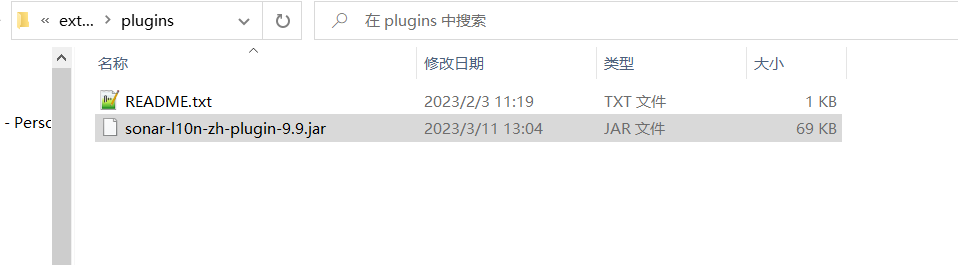 « ext... > plugins
在 plugins 中搜索
名称 修改日期 类型 大小
README.txt 2023/2/3 11:19 TXT 文件 1 KB
- Persc
sonar-l10n-zh-plugin-9.9.jar 2023/3/11 13:04 JAR 文件 69 KB